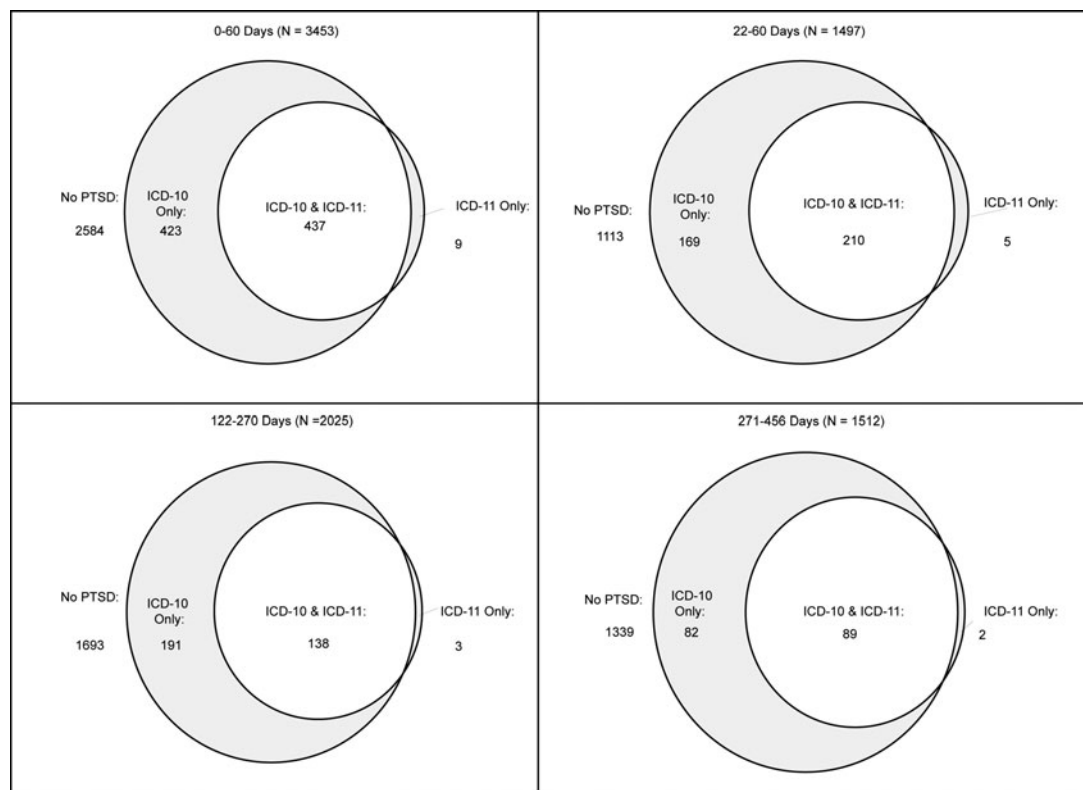 0-60 Days (N = 3453)
No PTSD:
2584
ICD-10
Only:
423
ICD-10 & ICD-11:
437
ICD-11 Only:
9
22-60 Days (N = 1497)
No PTSD:
1113
ICD-10
Only:
169
ICD-10 & ICD-11:
210
ICD-11 Only:
5
122-270 Days (N =2025)
No PTSD:
1693
ICD-10
Only:
191
ICD-10 & ICD-11:
138
ICD-11 Only:
3
271-456 Days (N = 1512)
No PTSD:
1339
ICD-10
Only:
82
ICD-10 & ICD-11:
89
ICD-11 Only:
2